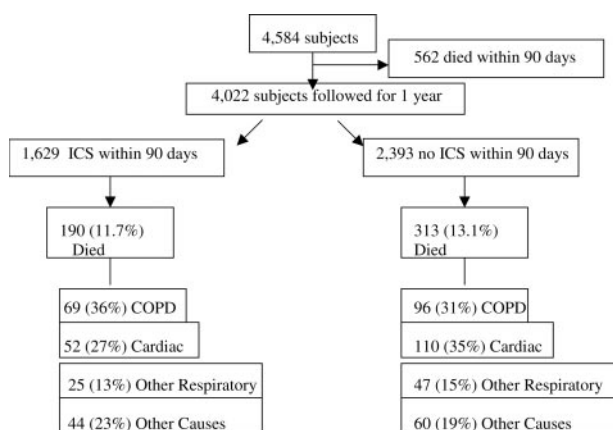 4,584 subjects
562 died within 90 days
4,022 subjects followed for 1 year
1,629 ICS within 90 days
2,393 no ICS within 90 days
190 (11.7%)
Died
313 (13.1%)
Died
69 (36%) COPD
52 (27%) Cardiac
25 (13%) Other Respiratory
44 (23%) Other Causes
96 (31%) COPD
110 (35%) Cardiac
47 (15%) Other Respiratory
60 (19%) Other Causes